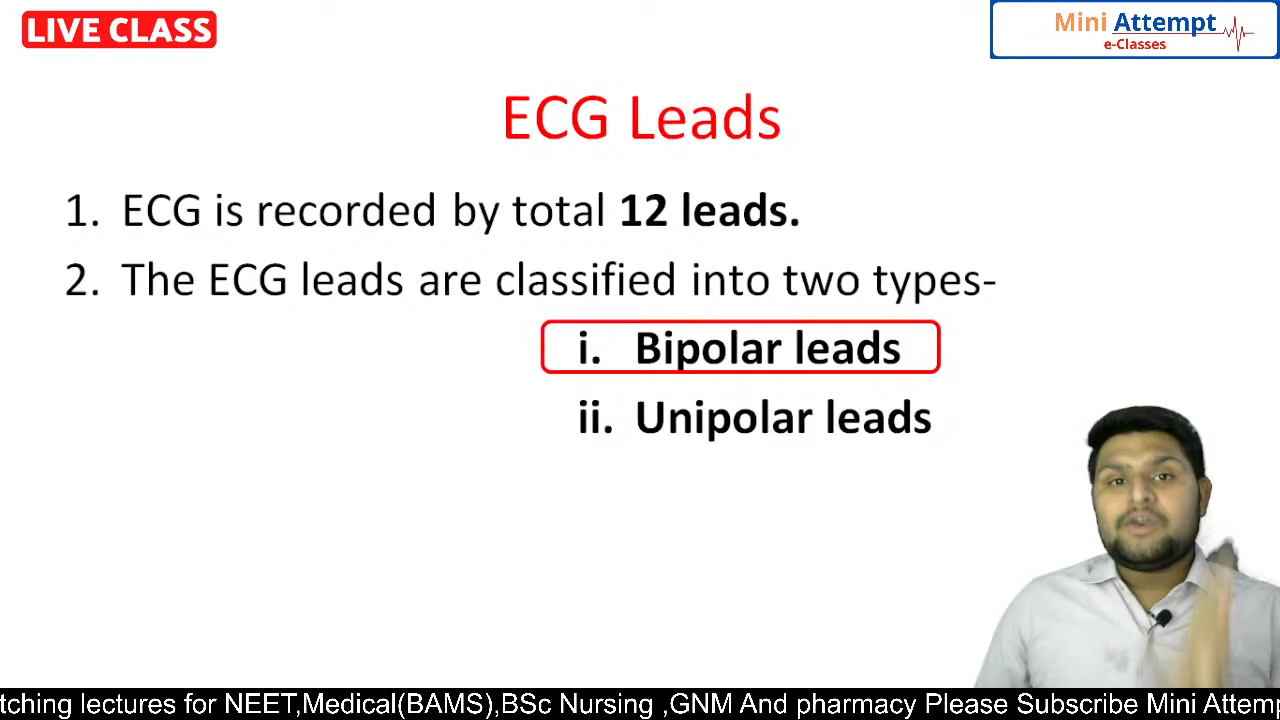 LIVE CLASS
Mini Attempt
e-Classes
ECG Leads
1. ECG is recorded by total 12 leads.
2. The ECG leads are classified into two types-
i. Bipolar leads
ii. Unipolar leads
tching lectures for NEET,Medical(BAMS),BSc Nursing ,GNM And pharmacy Please Subscribe Mini Attem